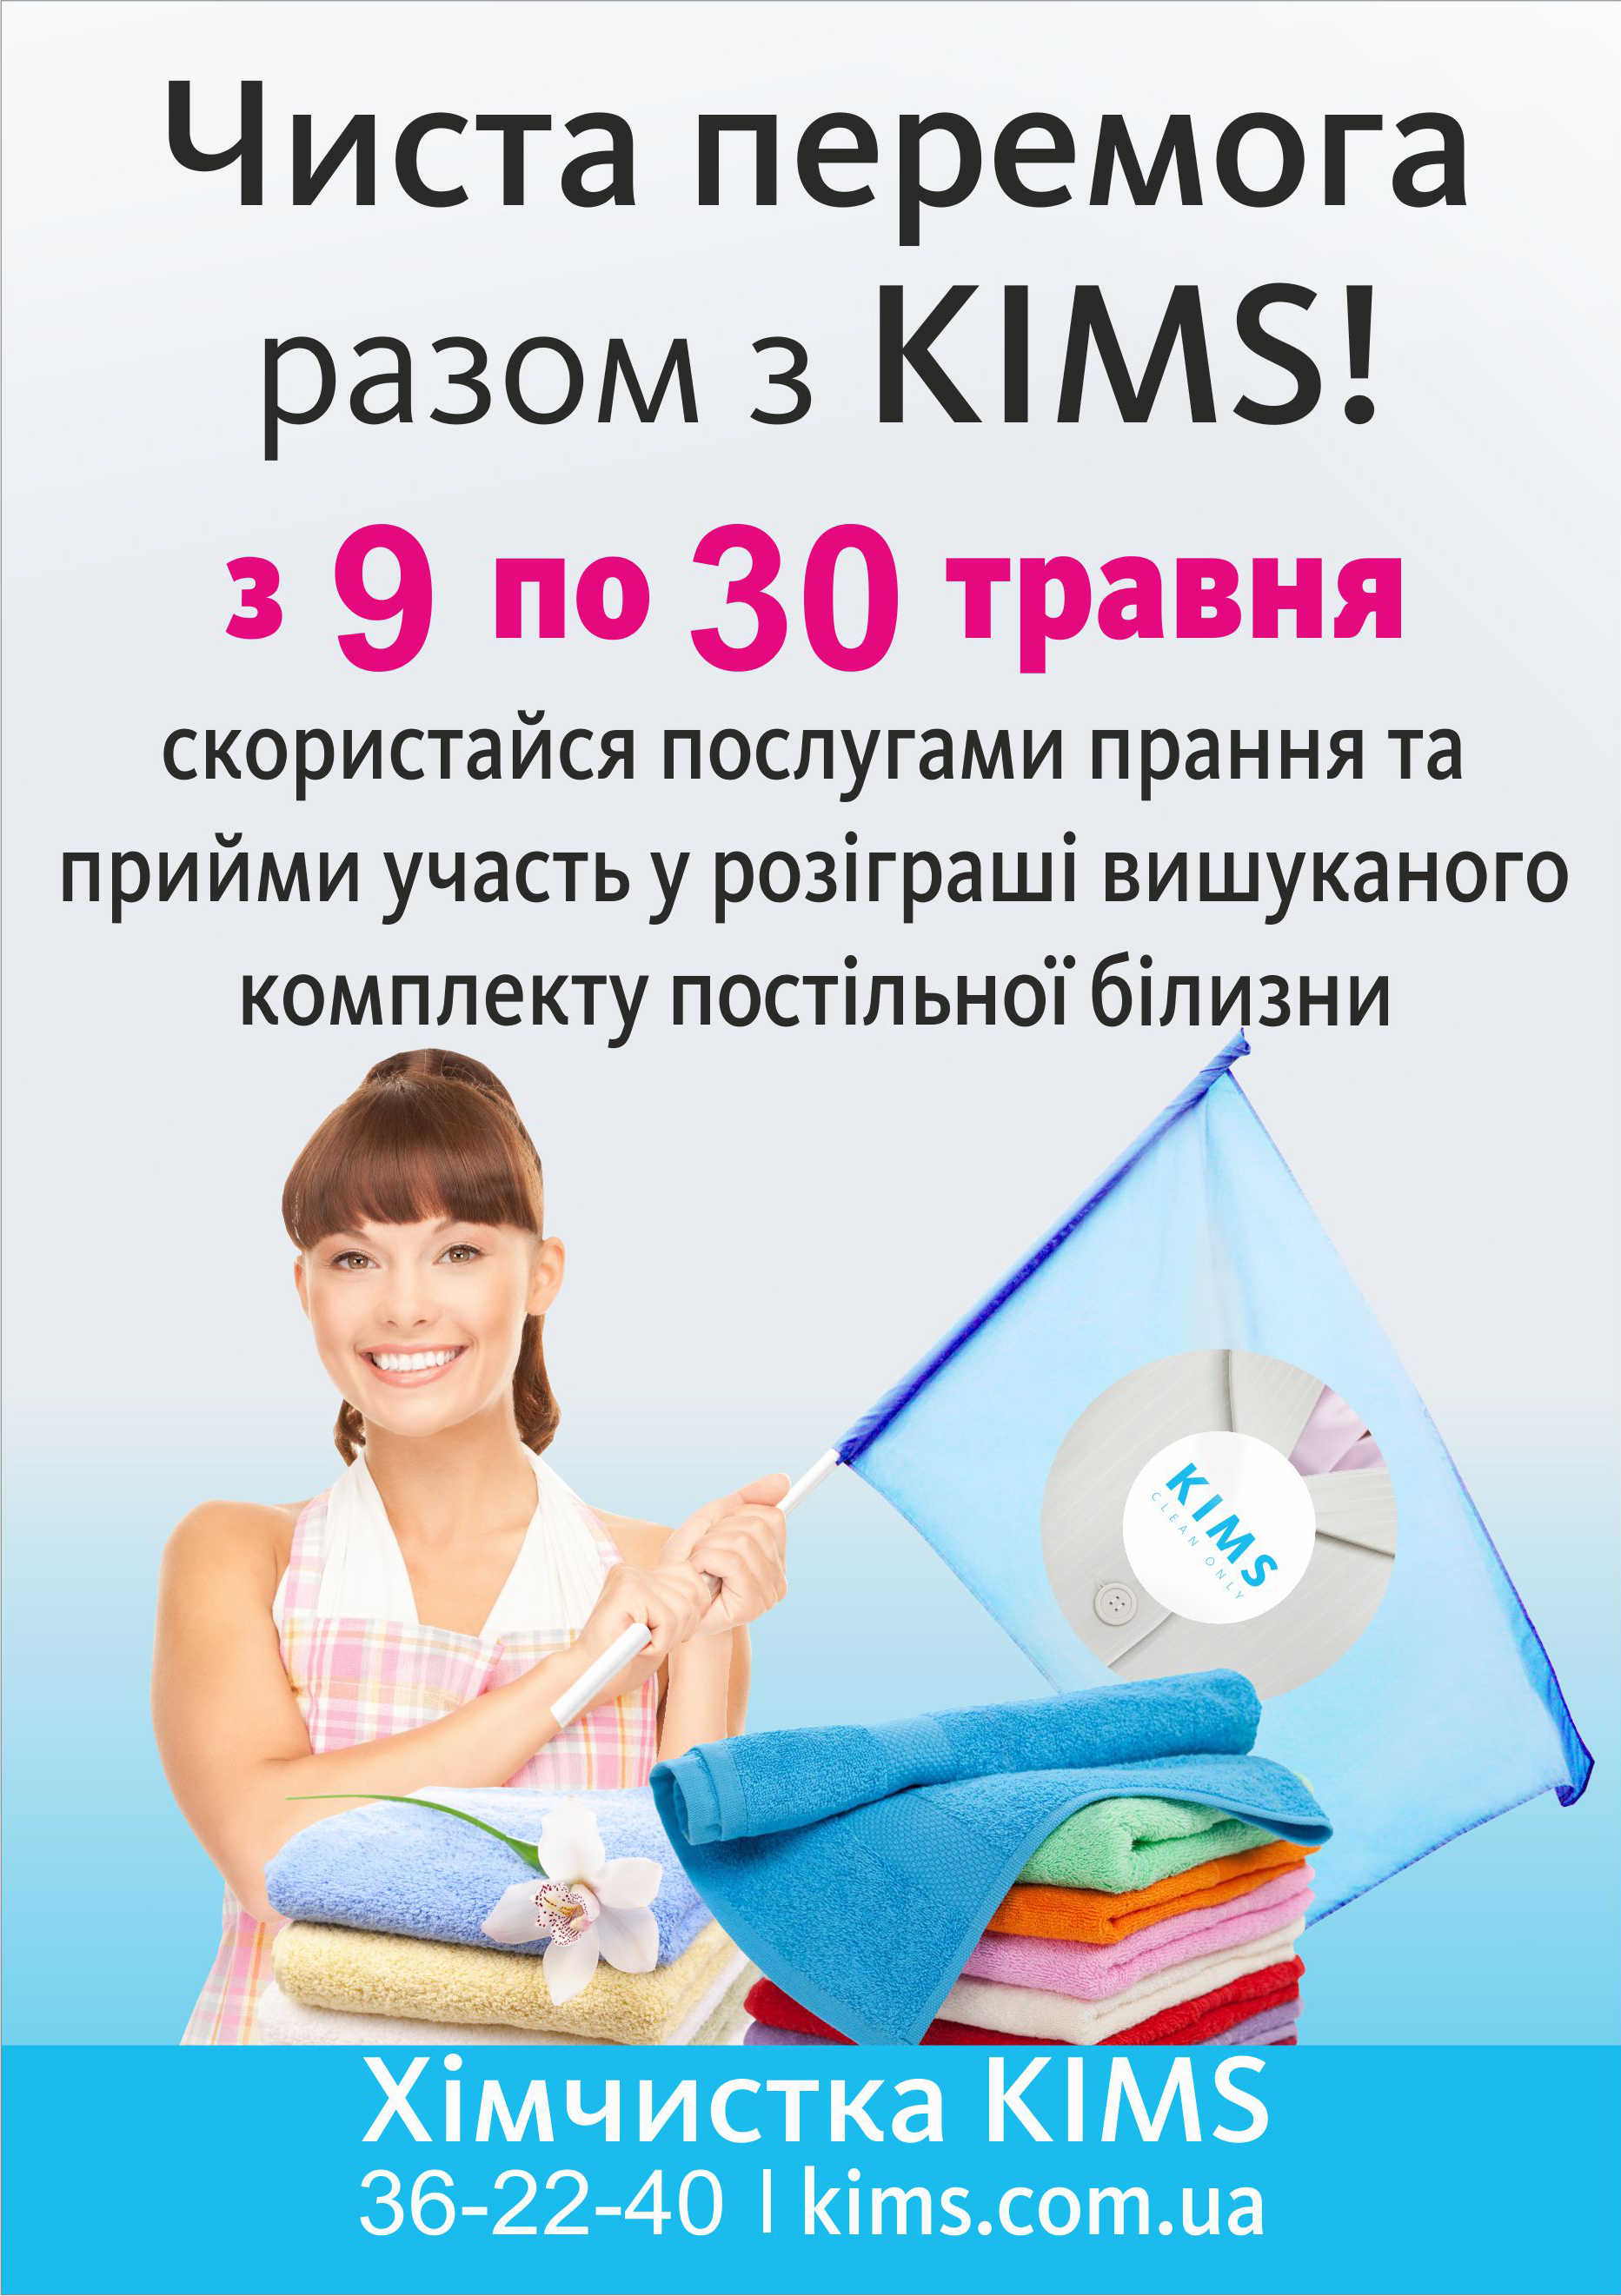 Чиста перемога
разом з KIMS!
з 9 по 30 травня
скористайся послугами прання та
прийми участь у розіграші вишуканого
комплекту постільної білизни
KIMS
CLEAN ONLY
Хімчистка KIMS
36-22-40 | kims.com.ua